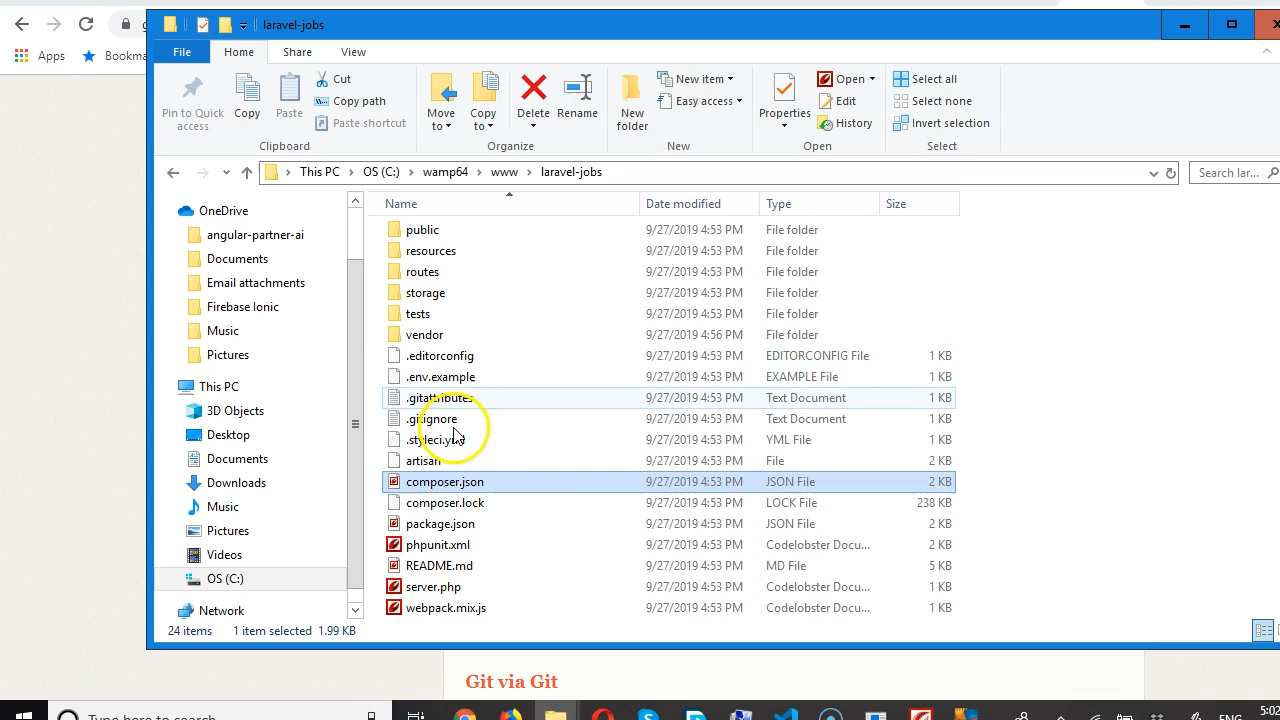 laravel-jobs
g
Apps
Bookma
File
Home
Share
View
Pin to Quick access
Copy
Paste
Cut
Copy path
Paste shortcut
Clipboard
Move to
Copy to
Delete
Rename
Organize
New folder
New item
Easy access
New
Properties
Open
Edit
History
Open
Select all
Select none
Invert selection
Select
This PC
OS (C:)
wamp64
www
laravel-jobs
Search lar...
OneDrive
angular-partner-ai
Documents
Email attachments
Firebase Ionic
Music
Pictures
This PC
3D Objects
Desktop
Documents
Downloads
Music
Pictures
Videos
OS (C:)
Network
Name Date modified Type Size
public 9/27/2019 4:53 PM File folder
resources 9/27/2019 4:53 PM File folder
routes 9/27/2019 4:53 PM File folder
storage 9/27/2019 4:53 PM File folder
tests 9/27/2019 4:53 PM File folder
vendor 9/27/2019 4:56 PM File folder
.editorconfig 9/27/2019 4:53 PM EDITORCONFIG File 1 KB
.env.example 9/27/2019 4:53 PM EXAMPLE File 1 KB
.gitattributes 9/27/2019 4:53 PM Text Document 1 KB
.gitignore 9/27/2019 4:53 PM Text Document 1 KB
.styleci.yml 9/27/2019 4:53 PM YML File 1 KB
artisan 9/27/2019 4:53 PM File 2 KB
composer.json 9/27/2019 4:53 PM JSON File 2 KB
composer.lock 9/27/2019 4:53 PM LOCK File 238 KB
package.json 9/27/2019 4:53 PM JSON File 2 KB
phpunit.xml 9/27/2019 4:53 PM Codelobster Docu... 2 KB
README.md 9/27/2019 4:53 PM MD File 5 KB
server.php 9/27/2019 4:53 PM Codelobster Docu... 1 KB
webpack.mix.js 9/27/2019 4:53 PM Codelobster Docu... 1 KB
24 items 1 item selected 1.99 KB
Git via Git
Type here to search
ENG
5:02